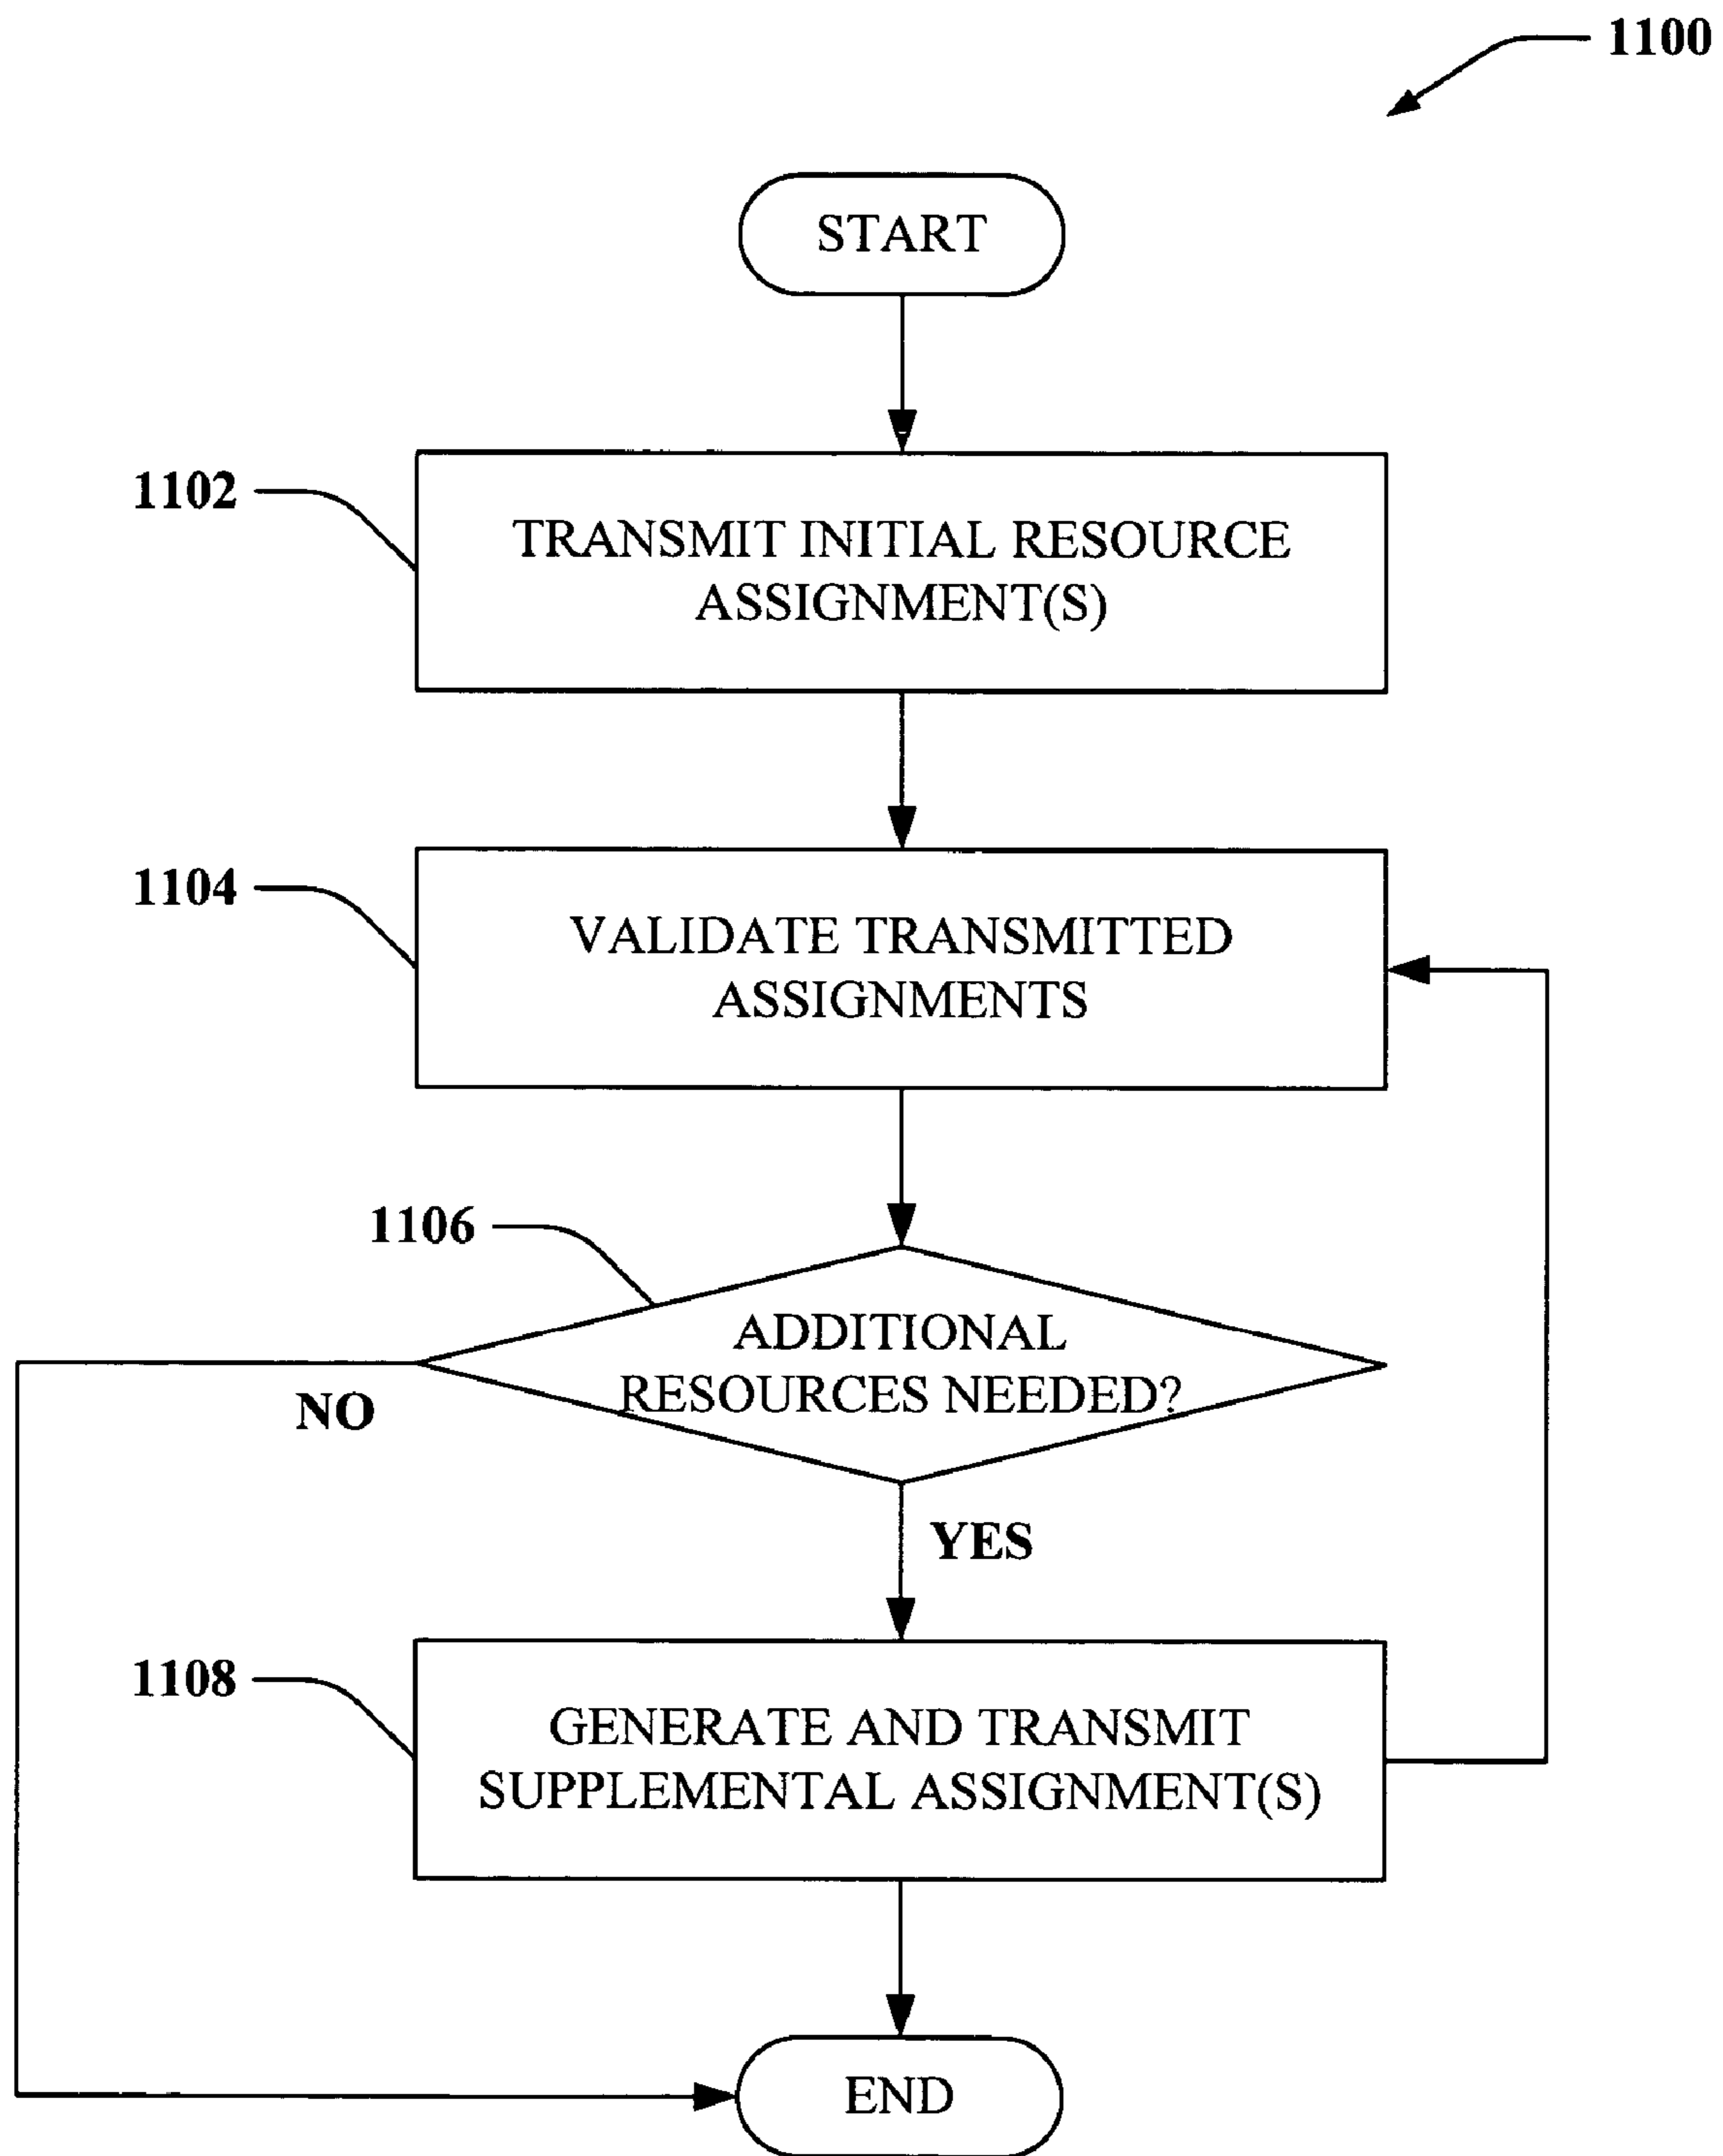 1100
START
1102
TRANSMIT INITIAL RESOURCE
ASSIGNMENT(S)
1104
VALIDATE TRANSMITTED
ASSIGNMENTS
1106
ADDITIONAL
RESOURCES NEEDED?
NO
YES
1108
GENERATE AND TRANSMIT
SUPPLEMENTAL ASSIGNMENT(S)
END